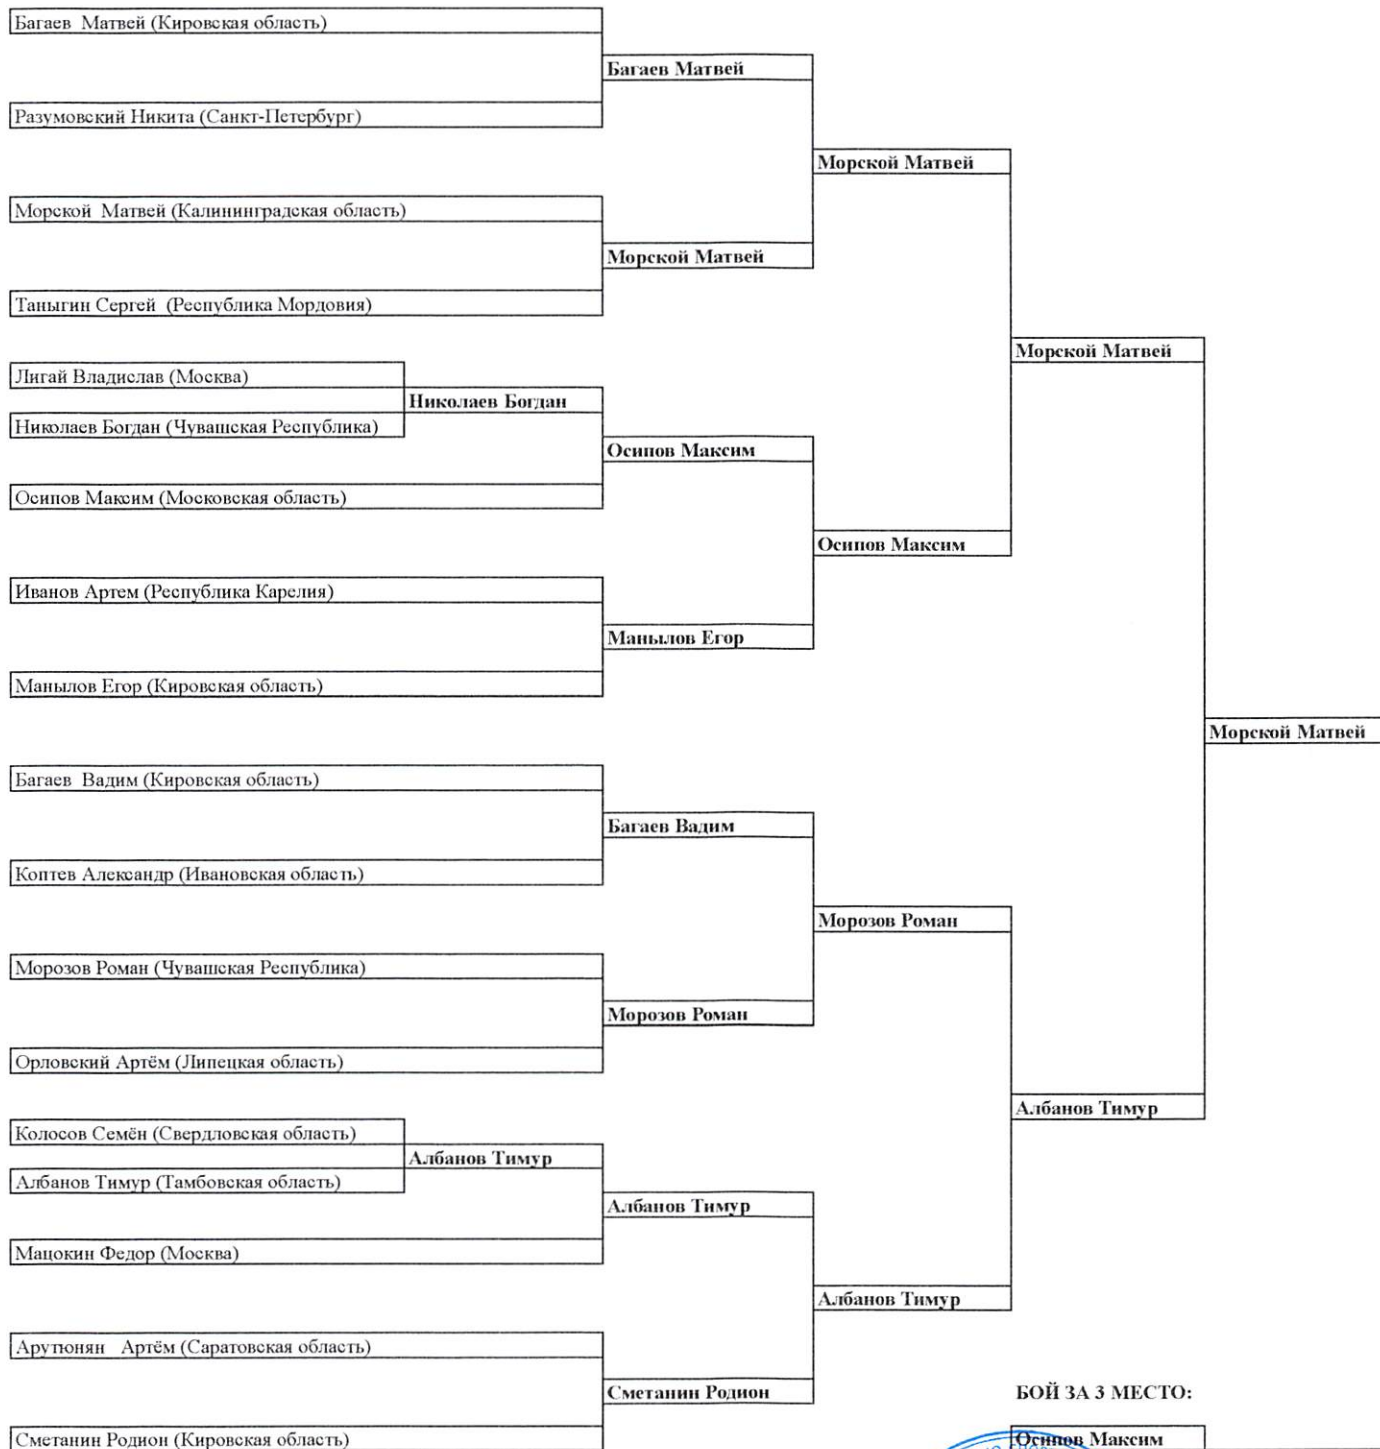 Багаев Матвей (Кировская область)
Багаев Матвей
Разумовский Никита (Санкт-Петербург)
Морской Матвей
Морской Матвей (Калининградская область)
Морской Матвей
Таныгин Сергей (Республика Мордовия)
Морской Матвей
Лигай Владислав (Москва)
Николаев Богдан
Николаев Богдан (Чувашская Республика)
Осипов Максим
Осипов Максим (Московская область)
Осипов Максим
Иванов Артем (Республика Карелия)
Манылов Егор
Манылов Егор (Кировская область)
Морской Матвей
Багаев Вадим (Кировская область)
Багаев Вадим
Коптев Александр (Ивановская область)
Морозов Роман
Морозов Роман (Чувашская Республика)
Морозов Роман
Орловский Артём (Липецкая область)
Албанов Тимур
Колосов Семён (Свердловская область)
Албанов Тимур
Албанов Тимур (Тамбовская область)
Албанов Тимур
Мацокин Федор (Москва)
Албанов Тимур
Арутюнян Артём (Саратовская область)
Сметанин Родион
БОЙ ЗА 3 МЕСТО:
Сметанин Родион (Кировская область)
Осипов Максим